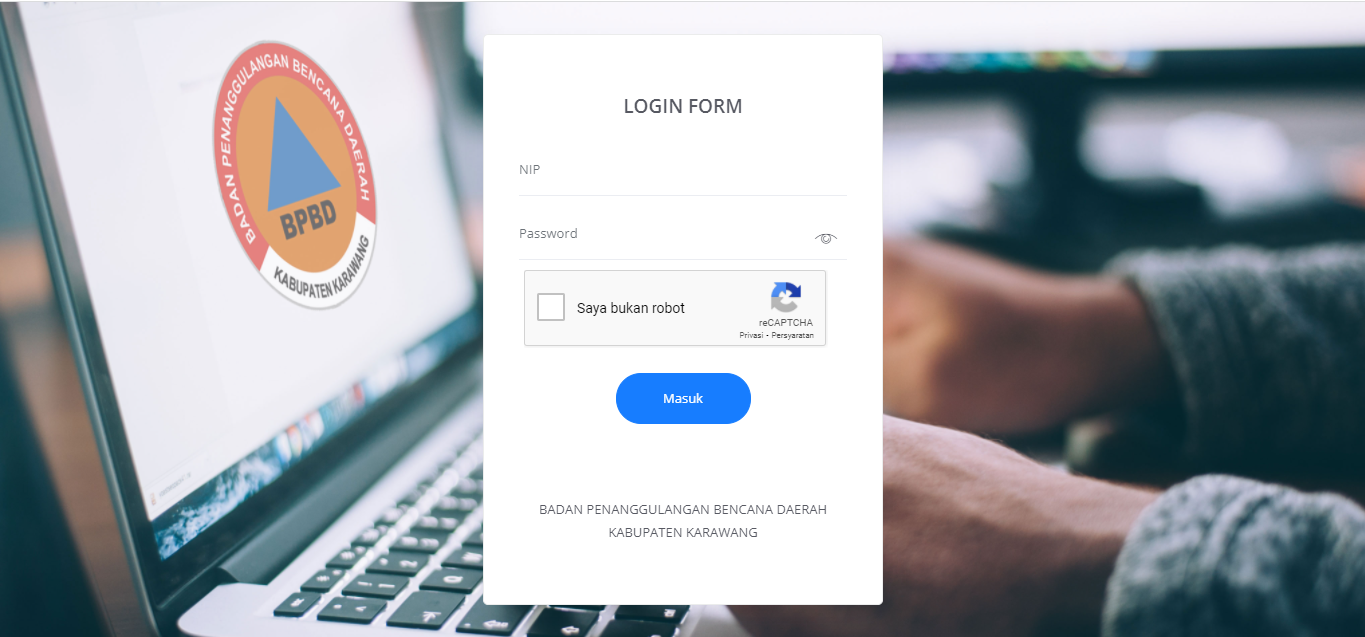 BADAN PENANGGULANGAN BENCANA DAERAH
BPBD
KABUPATEN KARAWANG
LOGIN FORM
NIP
Password
Saya bukan robot
reCAPTCHA
Privasi - Persyaratan
Masuk
BADAN PENANGGULANGAN BENCANA DAERAH
KABUPATEN KARAWANG